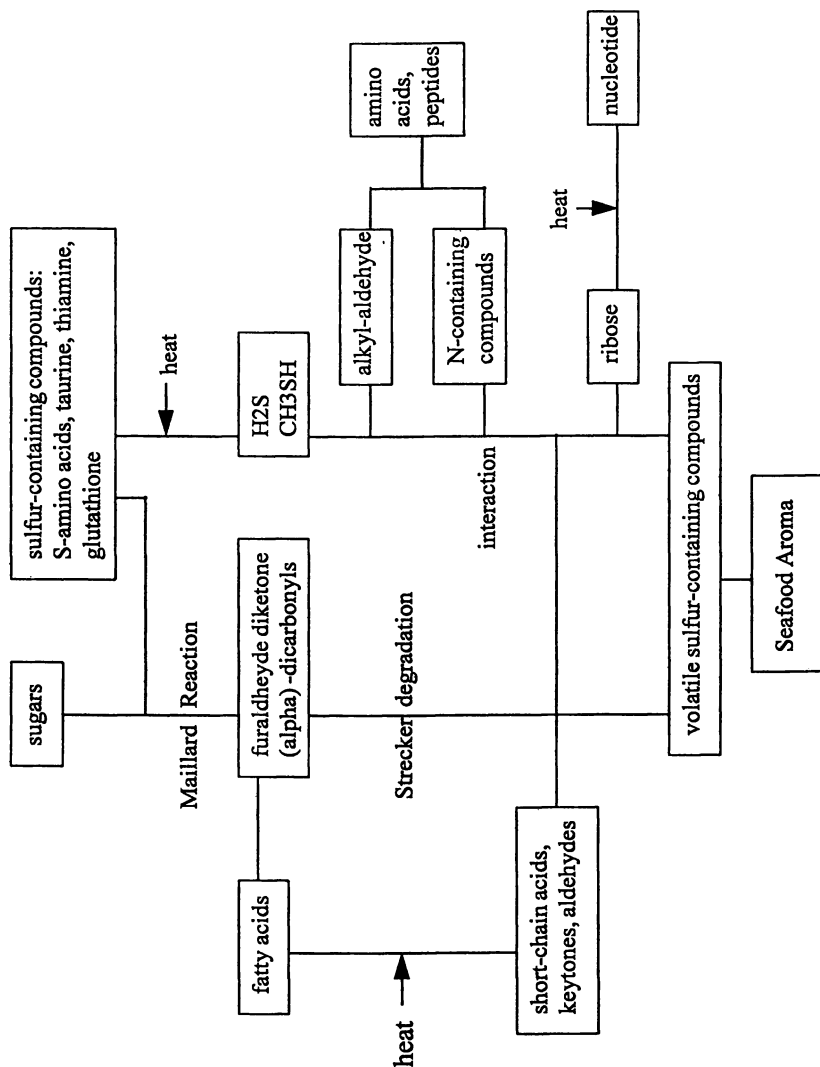 sugars
sulfur-containing compounds:
S-amino acids, taurine, thiamine,
glutathione
Maillard Reaction
heat
fatty acids
furaldheyde diketone
(alpha) -dicarbonyls
H2S
CH3SH
alkyl-aldehyde
amino
acids,
peptides
heat
Strecker degradation
N-containing
compounds
interaction
short-chain acids,
keytones, aldehydes
ribose
heat
nucleotide
volatile sulfur-containing compounds
Seafood Aroma